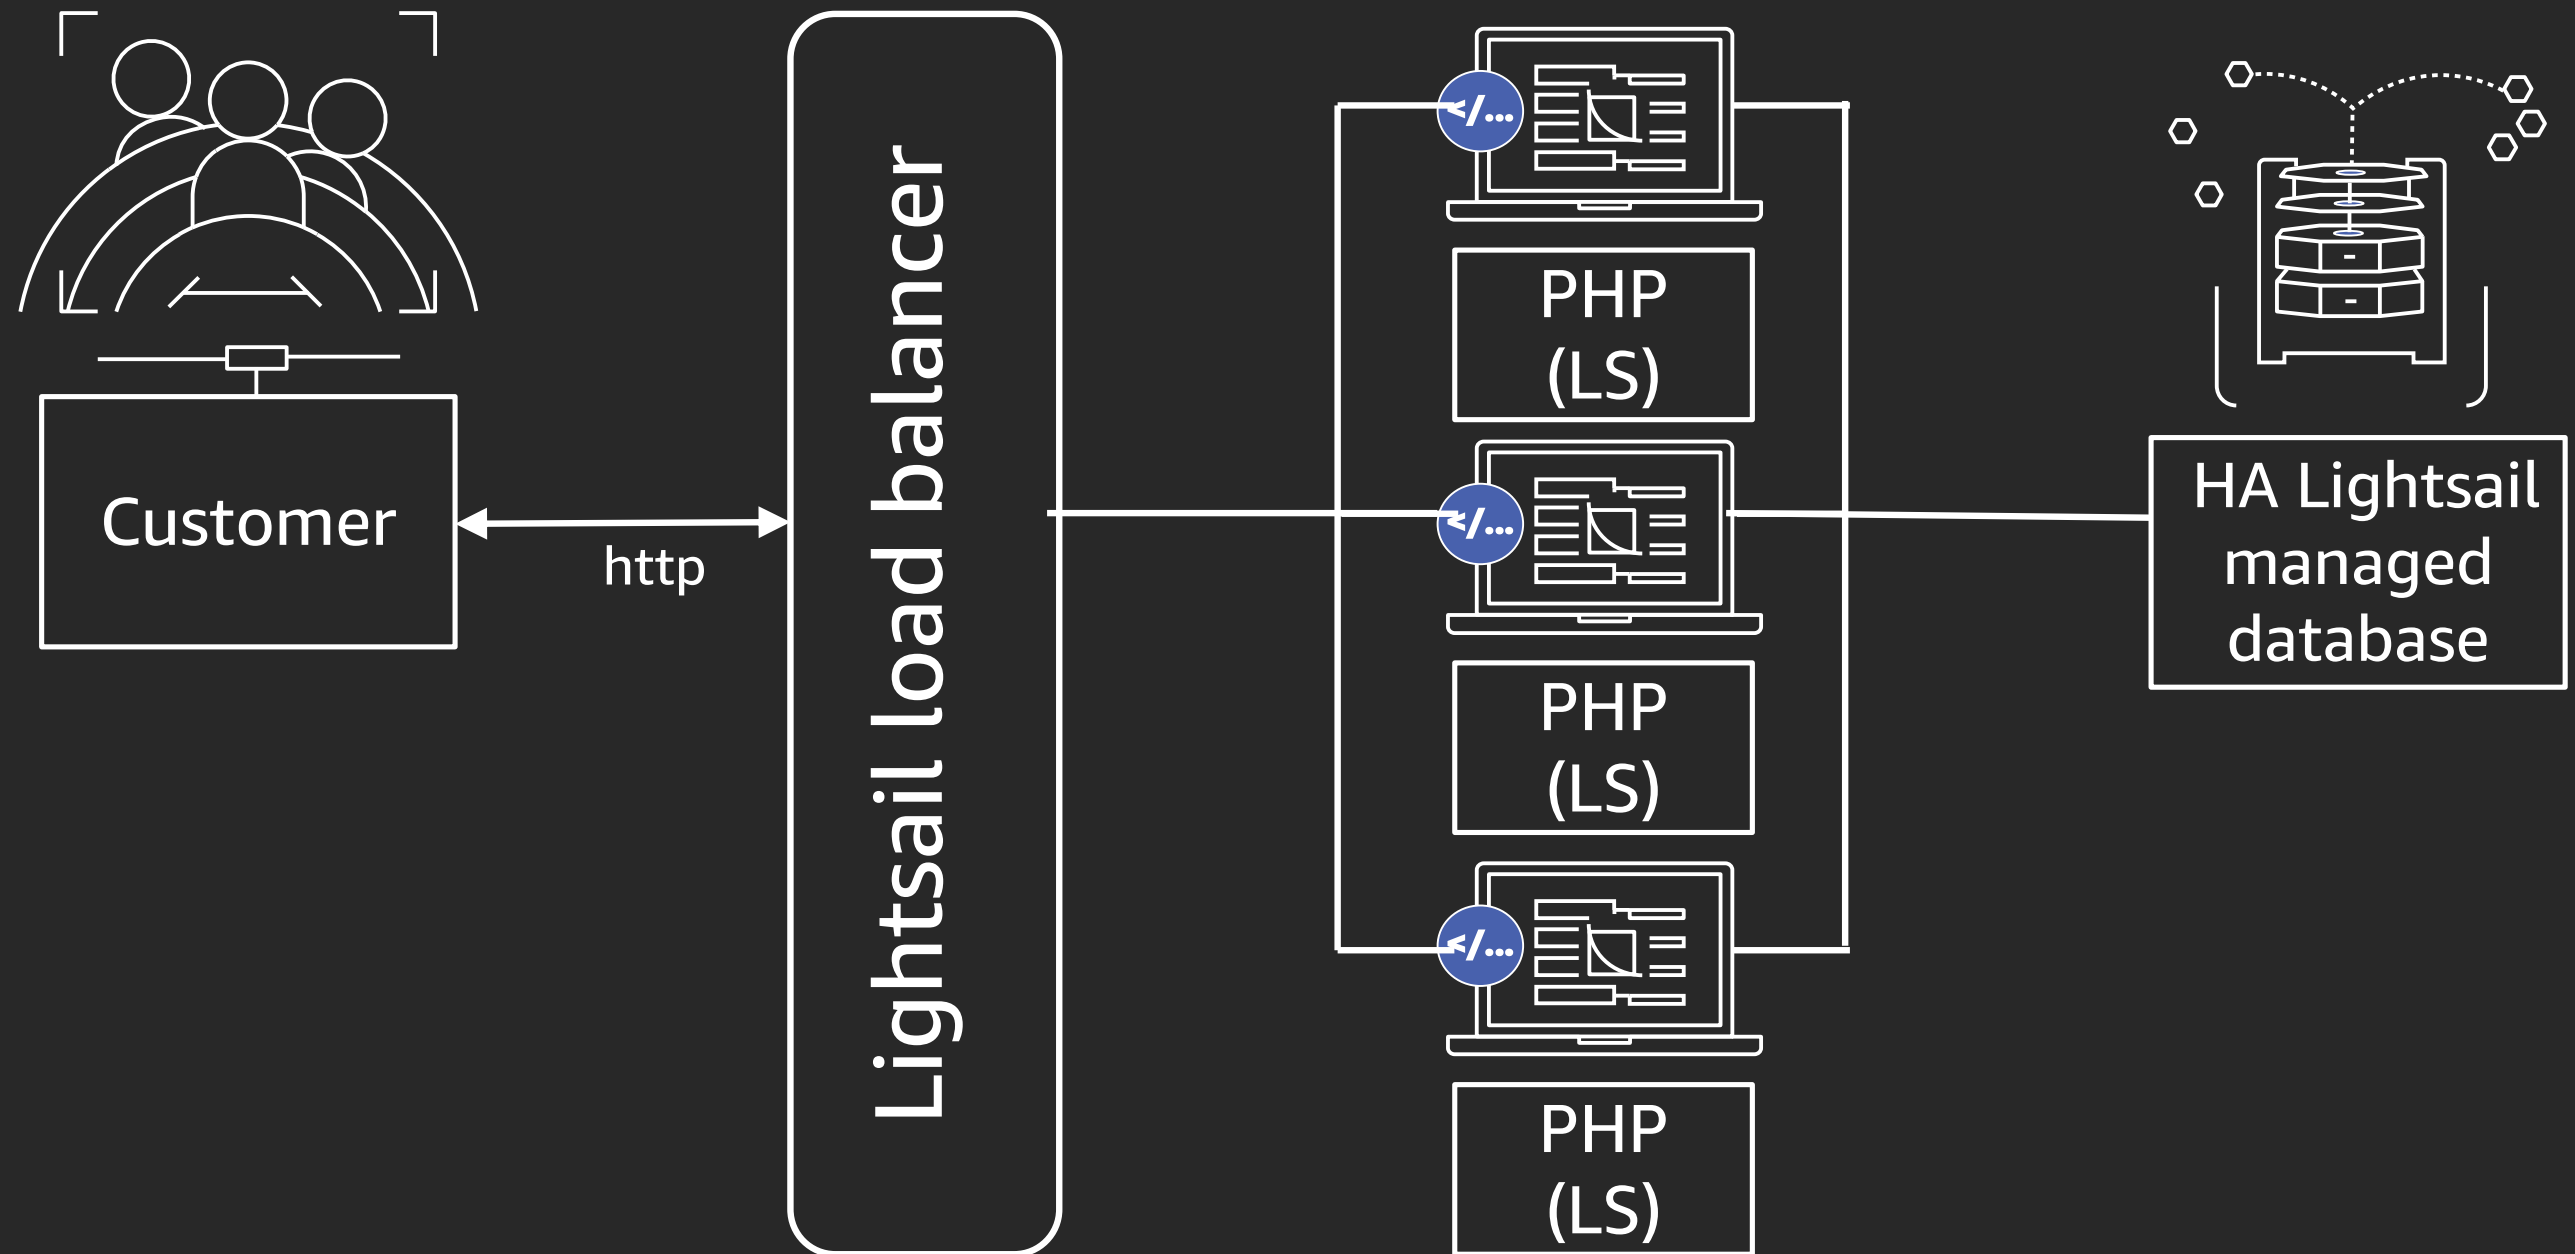 Customer
http
Lightsail load balancer
</...
PHP
(LS)
</...
PHP
(LS)
</...
PHP
(LS)
HA Lightsail
managed
database